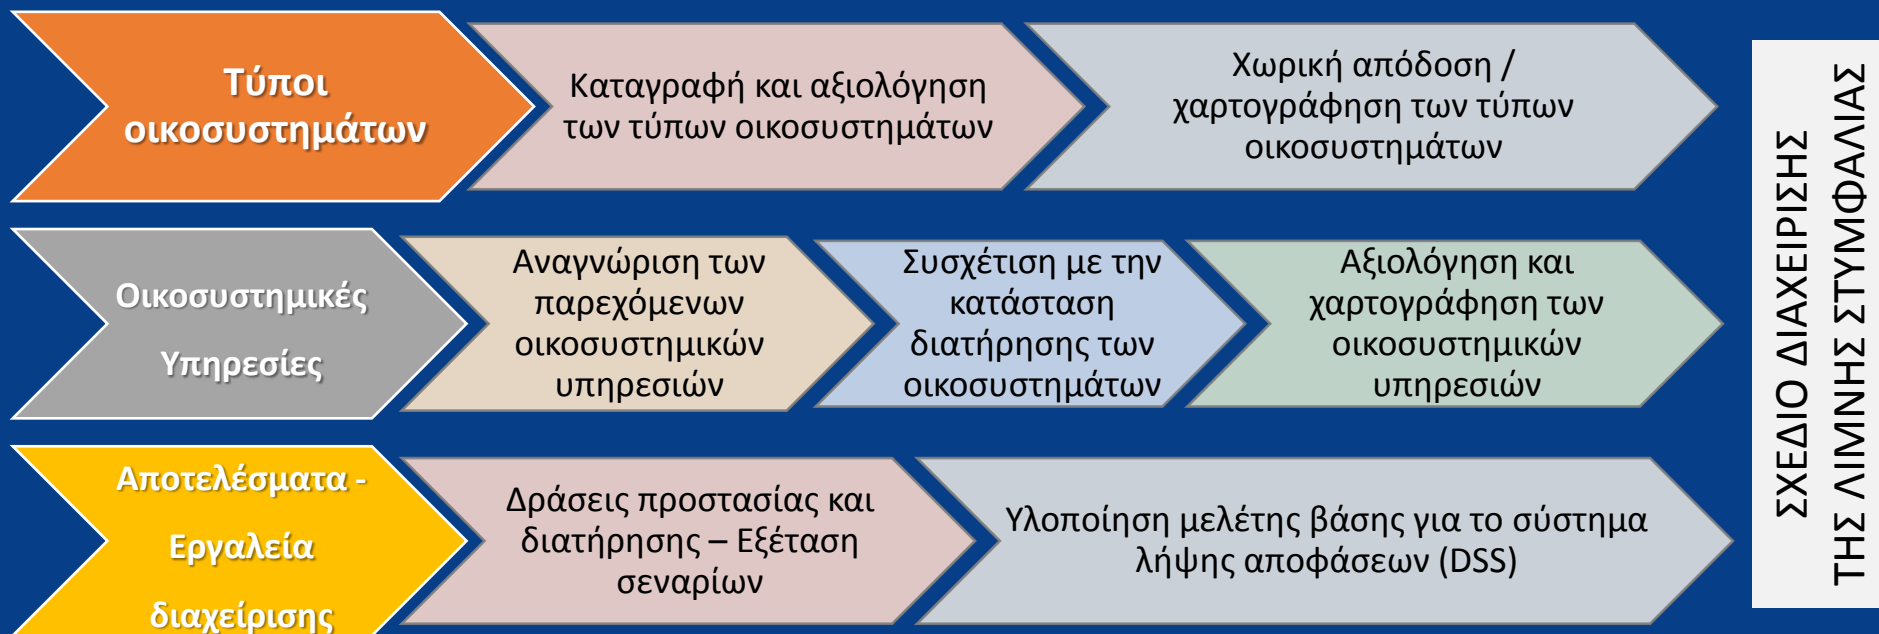 Τύποι
οικοσυστημάτων
Καταγραφή και αξιολόγηση
των τύπων οικοσυστημάτων
Χωρική απόδοση /
χαρτογράφηση των τύπων
οικοσυστημάτων
Οικοσυστημικές
Υπηρεσίες
Αναγνώριση των
παρεχόμενων
οικοσυστημικών
υπηρεσιών
Συσχέτιση με την
κατάσταση
διατήρησης των
οικοσυστημάτων
Αξιολόγηση και
χαρτογράφηση των
οικοσυστημικών
υπηρεσιών
Αποτελέσματα -
Εργαλεία
διαχείρισης
Δράσεις προστασίας και
διατήρησης – Εξέταση
σεναρίων
Υλοποίηση μελέτης βάσης για το σύστημα
λήψης αποφάσεων (DSS)
ΣΧΕΔΙΟ ΔΙΑΧΕΙΡΙΣΗΣ
ΤΗΣ ΛΙΜΝΗΣ ΣΤΥΜΦΑΛΙΑΣ